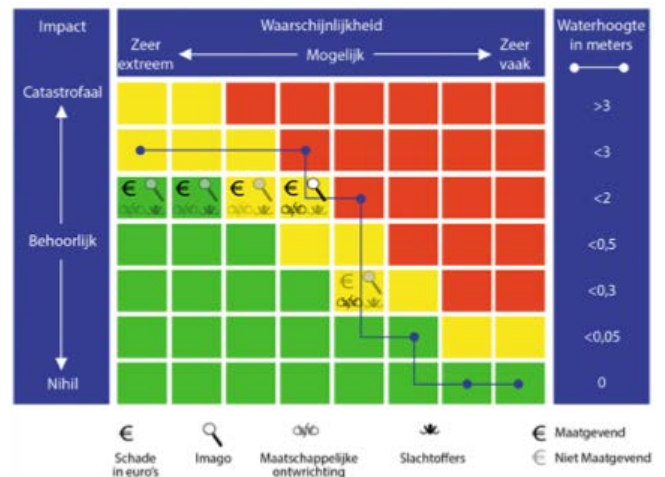 Impact
Waarschijnlijkheid
Waterhoogte
in meters
Zeer
extreem
Mogelijk
Zeer
vaak
Catastrofaal
>3
<3
€ € € €
<2
Behoorlijk
<0,5
€
<0,3
<0,05
Nihil
0
€
Schade
in euro's
Imago
Maatschappelijke
ontwrichting
Slachtoffers
€ Maatgevend
€ Niet Maatgevend